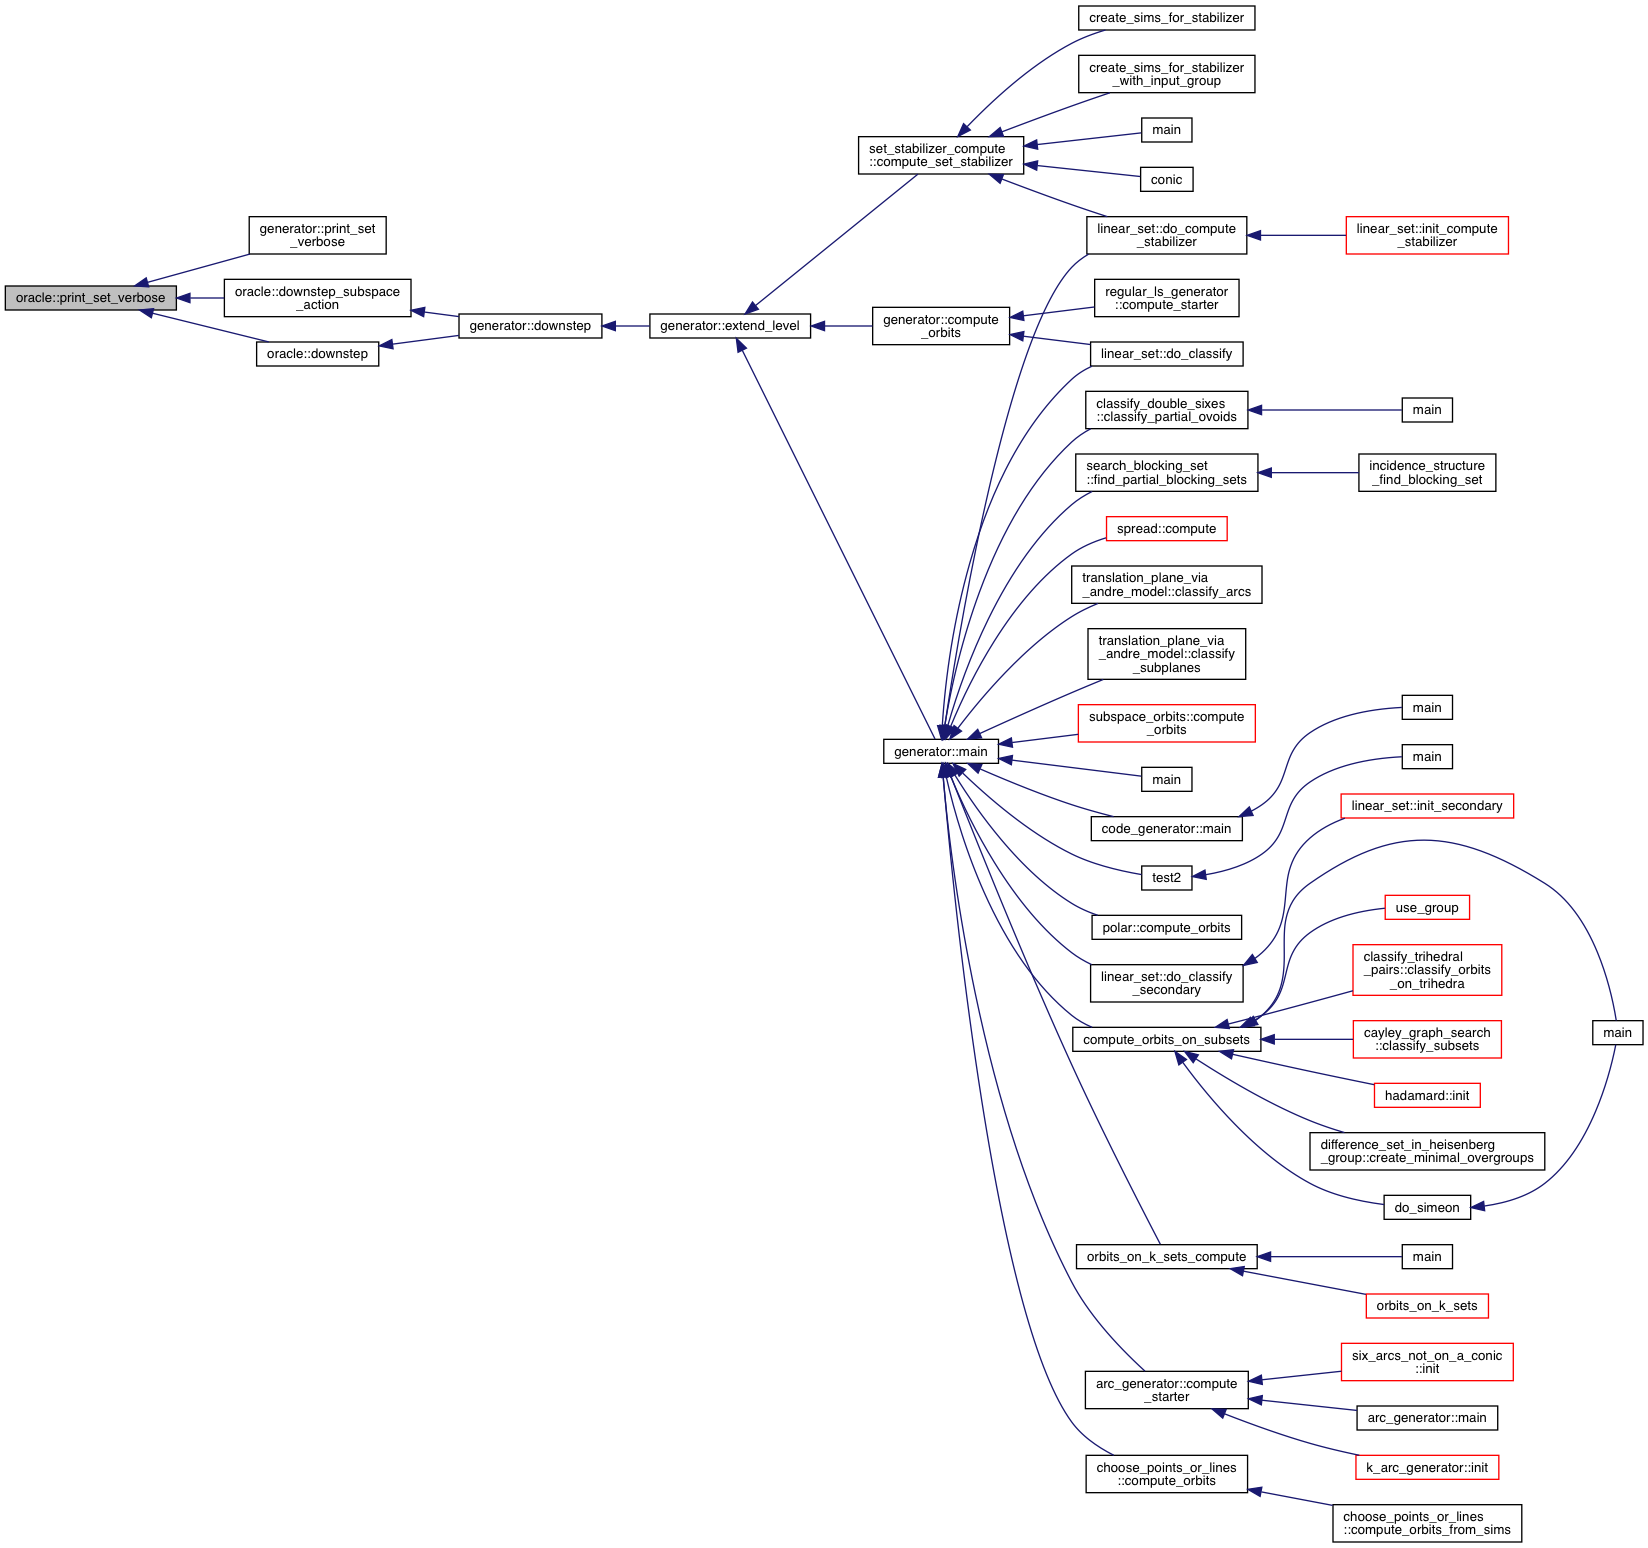 oracle::print_set_verbose
generator::print_set
_verbose
oracle::downstep_subspace
_action
oracle::downstep
generator::downstep
generator::extend_level
set_stabilizer_compute
::compute_set_stabilizer
generator::compute
_orbits
generator::main
create_sims_for_stabilizer
create_sims_for_stabilizer
_with_input_group
main
conic
linear_set::do_compute
_stabilizer
linear_set::init_compute
_stabilizer
regular_ls_generator
::compute_starter
linear_set::do_classify
classify_double_sixes
::classify_partial_ovoids
main
search_blocking_set
::find_partial_blocking_sets
incidence_structure
_find_blocking_set
spread::compute
translation_plane_via
_andre_model::classify_arcs
translation_plane_via
_andre_model::classify
_subplanes
subspace_orbits::compute
_orbits
main
code_generator::main
main
test2
main
polar::compute_orbits
linear_set::do_classify
_secondary
linear_set::init_secondary
compute_orbits_on_subsets
use_group
classify_trihedral
_pairs::classify_orbits
_on_trihedra
cayley_graph_search
::classify_subsets
hadamard::init
difference_set_in_heisenberg
_group::create_minimal_overgroups
do_simeon
main
orbits_on_k_sets_compute
main
orbits_on_k_sets
arc_generator::compute
_starter
six_arcs_not_on_a_conic
::init
arc_generator::main
k_arc_generator::init
choose_points_or_lines
::compute_orbits
choose_points_or_lines
::compute_orbits_from_sims